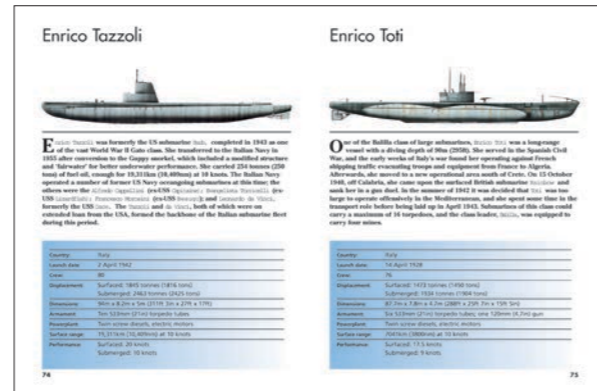 Enrico Tazzoli
Enrico Tazzoli was formerly the US submarine Barb, completed in 1943 as one
of the vast World War II Gato class. She transferred to the Italian Navy in
1955 after conversion to the Guppy snorkel, which included a modified structure
and 'fairwater' for better underwater performance. She carried 254 tonnes (250
tons) of fuel oil, enough for 19,311km (10,409nm) at 10 knots. The Italian Navy
operated a number of former US Navy oceangoing submarines at this time; the
others were the Alfredo Cappellini (ex-USS Capitaine); Evangelista Torricelli (ex-
USS Lizardfish); Francesco Morosini (ex-USS Besugo); and Leonardo da Vinci,
formerly the USS Dace. The Tazzoli and da Vinci, both of which were on
extended loan from the USA, formed the backbone of the Italian submarine fleet
during this period.
Country: Italy
Launch date: 2 April 1942
Crew: 80
Displacement: Surfaced: 1845 tonnes (1816 tons)
Submerged: 2463 tonnes (2425 tons)
Dimensions: 94m x 8.2m x 5m (311ft 3in x 27ft x 17ft)
Armament: Ten 533mm (21in) torpedo tubes
Powerplant: Twin screw diesels, electric motors
Surface range: 19,311km (10,409nm) at 10 knots
Performance: Surfaced: 20 knots
Submerged: 10 knots
74
Enrico Toti
One of the Balilla class of large submarines, Enrico Toti was a long-range
vessel with a diving depth of 90m (295ft). She served in the Spanish Civil
War, and the early weeks of Italy's war found her operating against French
shipping traffic evacuating troops and equipment from France to Algeria.
Afterwards, she moved to a new operational area south of Crete. On 15 October
1940, off Calabria, she came upon the surfaced British submarine Rainbow and
sank her in a gun duel. In the summer of 1942 it was decided that Toti was too
large to operate offensively in the Mediterranean, and she spent some time in the
transport role before being laid up in April 1943. Submarines of this class could
carry a maximum of 16 torpedoes, and the class leader, Balilla, was equipped to
carry four mines.
Country: Italy
Launch date: 14 April 1928
Crew: 76
Displacement: Surfaced: 1473 tonnes (1450 tons)
Submerged: 1934 tonnes (1904 tons)
Dimensions: 87.7m x 7.8m x 4.7m (288ft x 25ft 7in x 15ft 5in)
Armament: Six 533mm (21in) torpedo tubes; one 120mm (4.7in) gun
Powerplant: Twin screw diesels, electric motors
Surface range: 7041km (3800nm) at 10 knots
Performance: Surfaced: 17.5 knots
Submerged: 9 knots
75